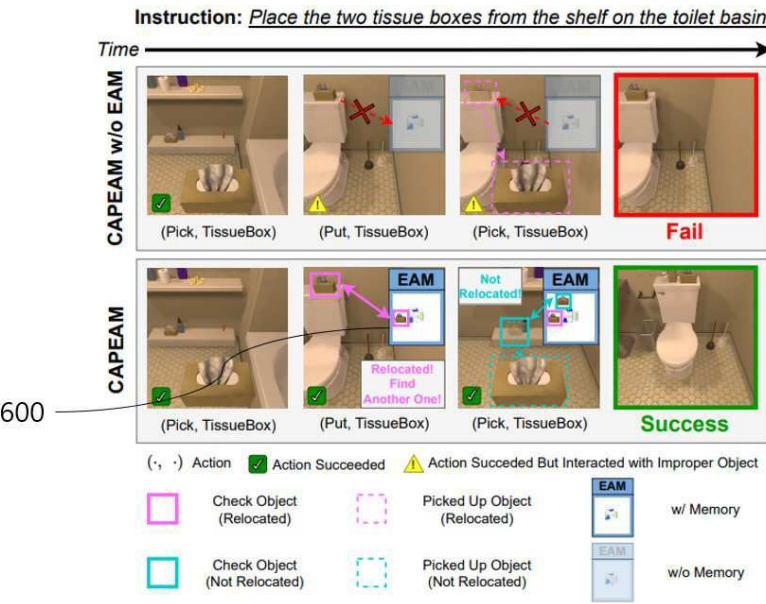 Instruction: Place the two tissue boxes from the shelf on the toilet basin
Time
CAPEAM w/o EAM
EAM
EAM
(Pick, TissueBox)
(Put, TissueBox)
(Pick, TissueBox)
Fail
CAPEAM
EAM
Relocated!
Find
Another One!
Not
Relocated!
EAM
(Pick, TissueBox)
(Put, TissueBox)
(Pick, TissueBox)
Success
600
(·, ·) Action
Action Succeeded
Action Succeded But Interacted with Improper Object
Check Object
(Relocated)
Picked Up Object
(Relocated)
EAM
w/ Memory
Check Object
(Not Relocated)
Picked Up Object
(Not Relocated)
EAM
w/o Memory